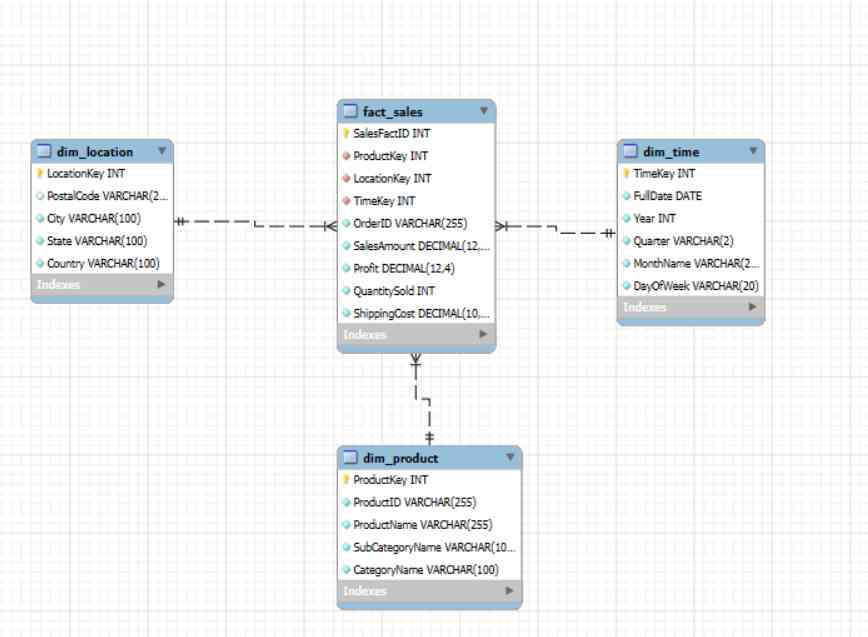 fact_sales
SalesFactID INT
ProductKey INT
LocationKey INT
TimeKey INT
OrderID VARCHAR(255)
SalesAmount DECIMAL(12,...
Profit DECIMAL(12,4)
QuantitySold INT
ShippingCost DECIMAL(10,...
Indexes
dim_location
LocationKey INT
PostalCode VARCHAR(2...
City VARCHAR(100)
State VARCHAR(100)
Country VARCHAR(100)
Indexes
dim_time
TimeKey INT
FullDate DATE
Year INT
Quarter VARCHAR(2)
MonthName VARCHAR(2...
DayOfWeek VARCHAR(20)
Indexes
dim_product
ProductKey INT
ProductID VARCHAR(255)
ProductName VARCHAR(255)
SubCategoryName VARCHAR(10...
CategoryName VARCHAR(100)
Indexes